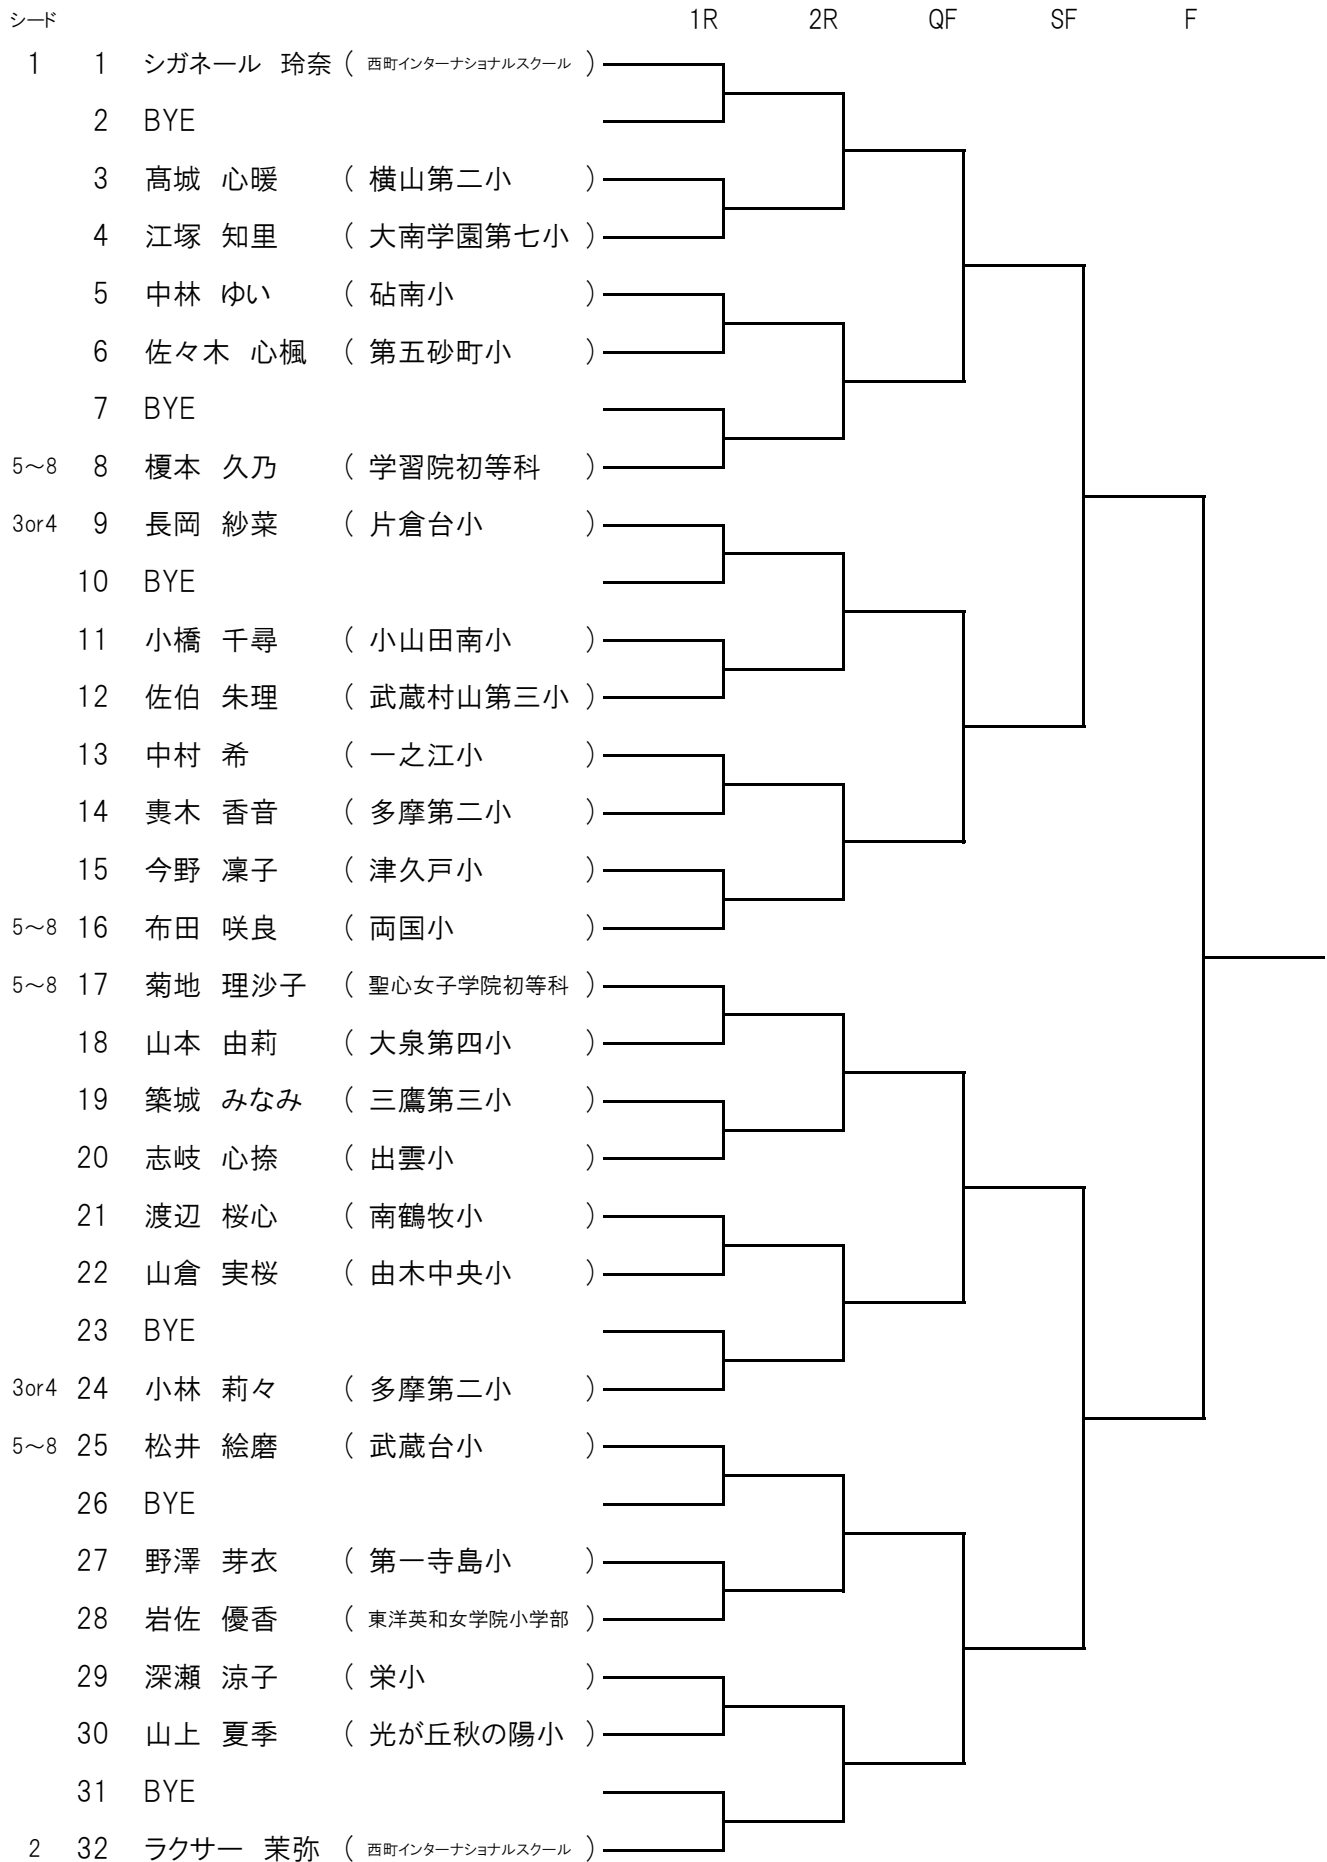 シード 1R 2R QF SF F
1 1 シガネール 玲奈 ( 西町インターナショナルスクール )
2 BYE
3 髙城 心暖 ( 横山第二小 )
4 江塚 知里 ( 大南学園第七小 )
5 中林 ゆい ( 砧南小 )
6 佐々木 心楓 ( 第五砂町小 )
7 BYE
5～8 8 榎本 久乃 ( 学習院初等科 )
3or4 9 長岡 紗菜 ( 片倉台小 )
10 BYE
11 小橋 千尋 ( 小山田南小 )
12 佐伯 朱理 ( 武蔵村山第三小 )
13 中村 希 ( 一之江小 )
14 裏木 香音 ( 多摩第二小 )
15 今野 凜子 ( 津久戸小 )
5～8 16 布田 咲良 ( 両国小 )
5～8 17 菊地 理沙子 ( 聖心女子学院初等科 )
18 山本 由莉 ( 大泉第四小 )
19 築城 みなみ ( 三鷹第三小 )
20 志岐 心捺 ( 出雲小 )
21 渡辺 桜心 ( 南鶴牧小 )
22 山倉 実桜 ( 由木中央小 )
23 BYE
3or4 24 小林 莉々 ( 多摩第二小 )
5～8 25 松井 絵磨 ( 武蔵台小 )
26 BYE
27 野澤 芽衣 ( 第一寺島小 )
28 岩佐 優香 ( 東洋英和女学院小学部 )
29 深瀬 涼子 ( 栄小 )
30 山上 夏季 ( 光が丘秋の陽小 )
31 BYE
2 32 ラクサー 茉弥 ( 西町インターナショナルスクール )